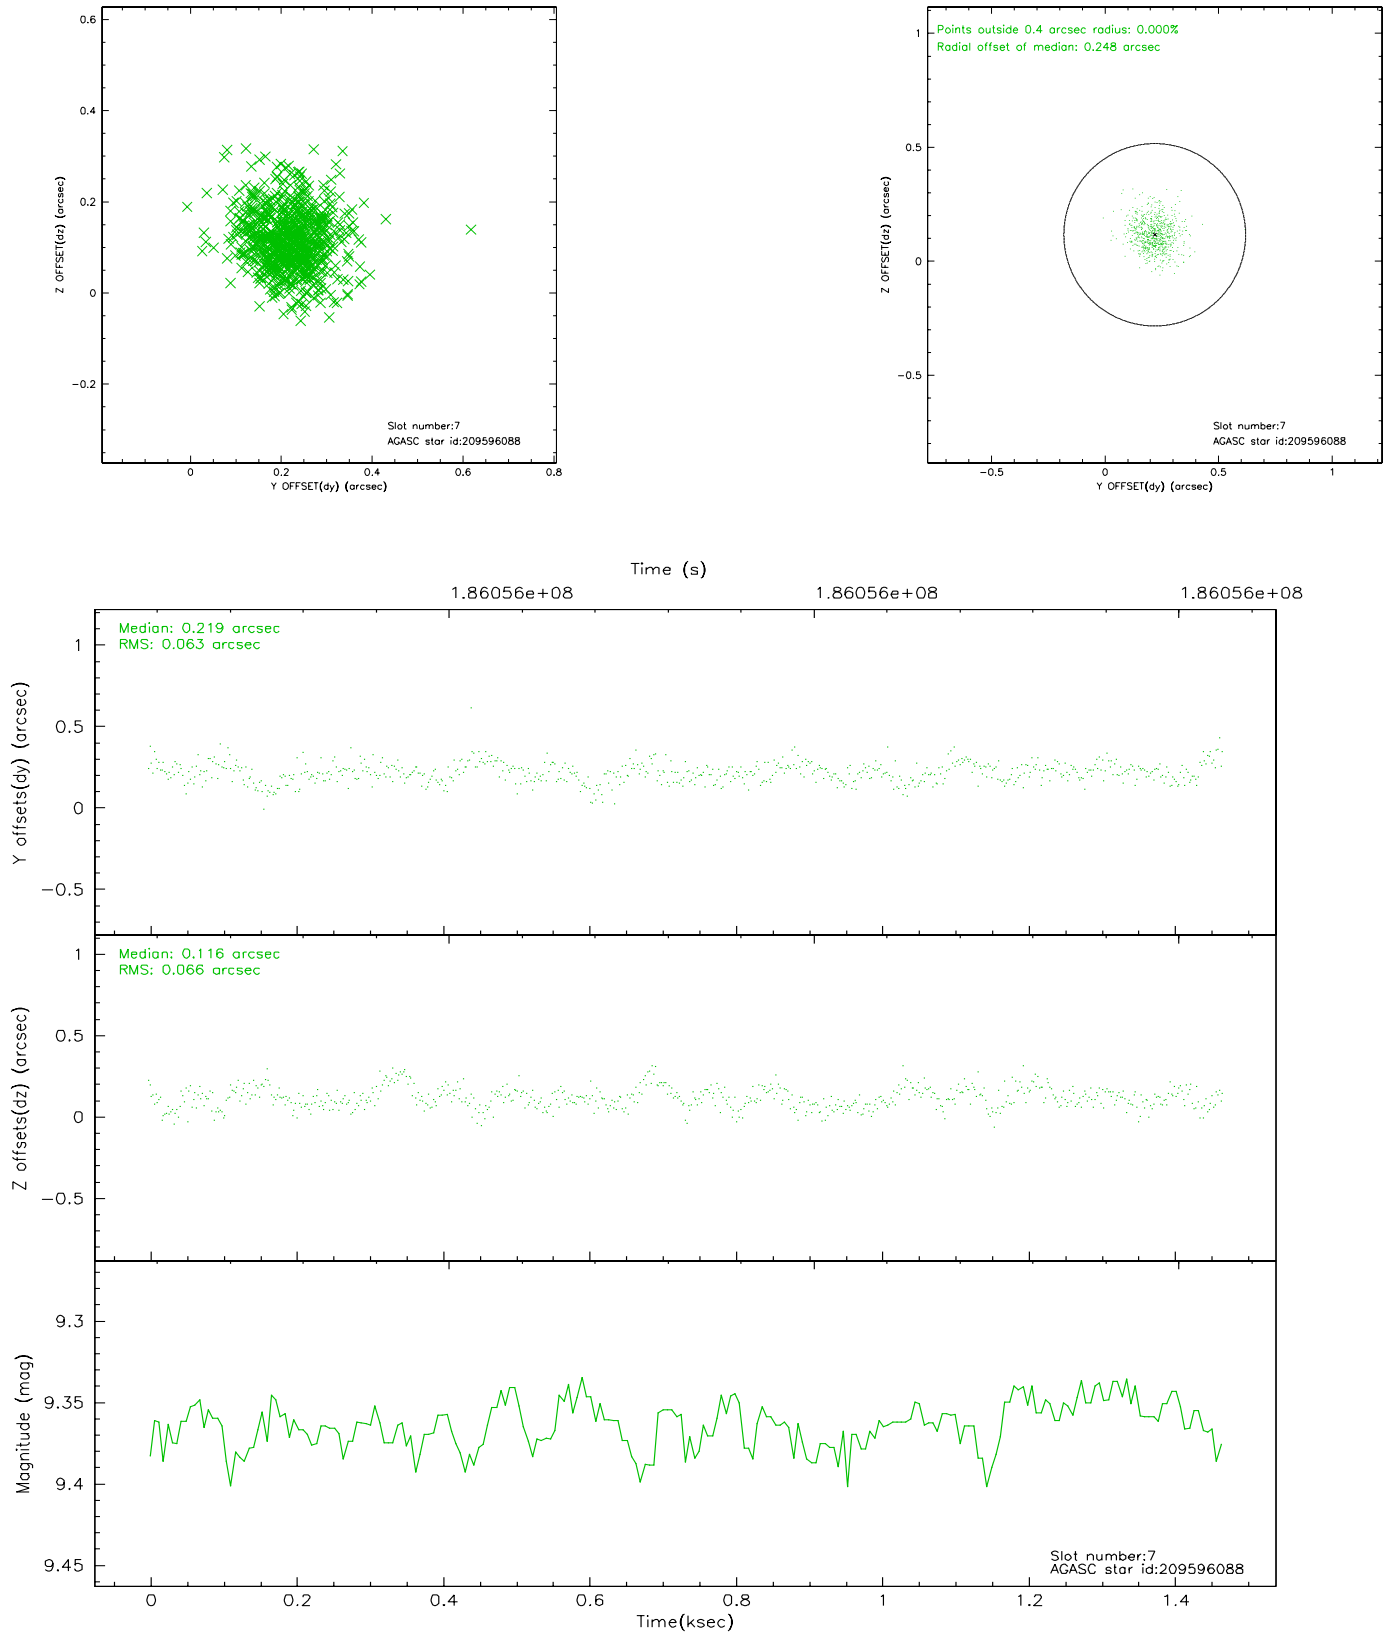 0.6
0.4
0.2
0
−0.2
Z OFFSET(dz) (arcsec)
0
0.2
0.4
0.6
0.8
Y OFFSET(dy) (arcsec)
Slot number:7
AGASC star id:209596088
Points outside 0.4 arcsec radius: 0.000%
Radial offset of median: 0.248 arcsec
1
0.5
0
−0.5
Z OFFSET(dz) (arcsec)
−0.5
0
0.5
1
Y OFFSET(dy) (arcsec)
Slot number:7
AGASC star id:209596088
Time (s)
1.86056e+08
1.86056e+08
1.86056e+08
Median: 0.219 arcsec
RMS: 0.063 arcsec
1
0.5
0
−0.5
Y offsets(dy) (arcsec)
Median: 0.116 arcsec
RMS: 0.066 arcsec
1
0.5
0
−0.5
Z offsets(dz) (arcsec)
9.3
9.35
9.4
9.45
Magnitude (mag)
Slot number:7
AGASC star id:209596088
0
0.2
0.4
0.6
0.8
1
1.2
1.4
Time(ksec)